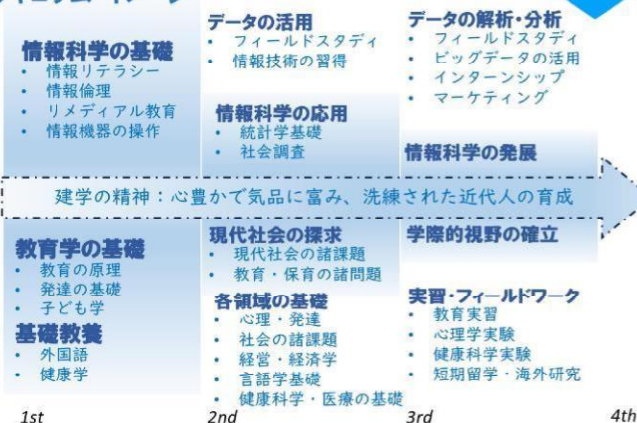 情報科学の基礎
• 情報リテラシー
• 情報倫理
• リメディアル教育
• 情報機器の操作
データの活用
• フィールドスタディ
• 情報技術の習得
情報科学の応用
• 統計学基礎
• 社会調査
データの解析・分析
• フィールドスタディ
• ビッグデータの活用
• インターンシップ
• マーケティング
情報科学の発展
建学の精神：心豊かで気品に富み、洗練された近代人の育成
教育学の基礎
• 教育の原理
• 発達の基礎
• 子ども学
基礎教養
• 外国語
• 健康学
現代社会の探求
• 現代社会の諸課題
• 教育・保育の諸問題
各領域の基礎
• 心理・発達
• 社会の諸課題
• 経営・経済学
• 言語学基礎
• 健康科学・医療の基礎
学際的視野の確立
実習・フィールドワーク
• 教育実習
• 心理学実験
• 健康科学実験
• 短期留学・海外研究
1st
2nd
3rd
4th